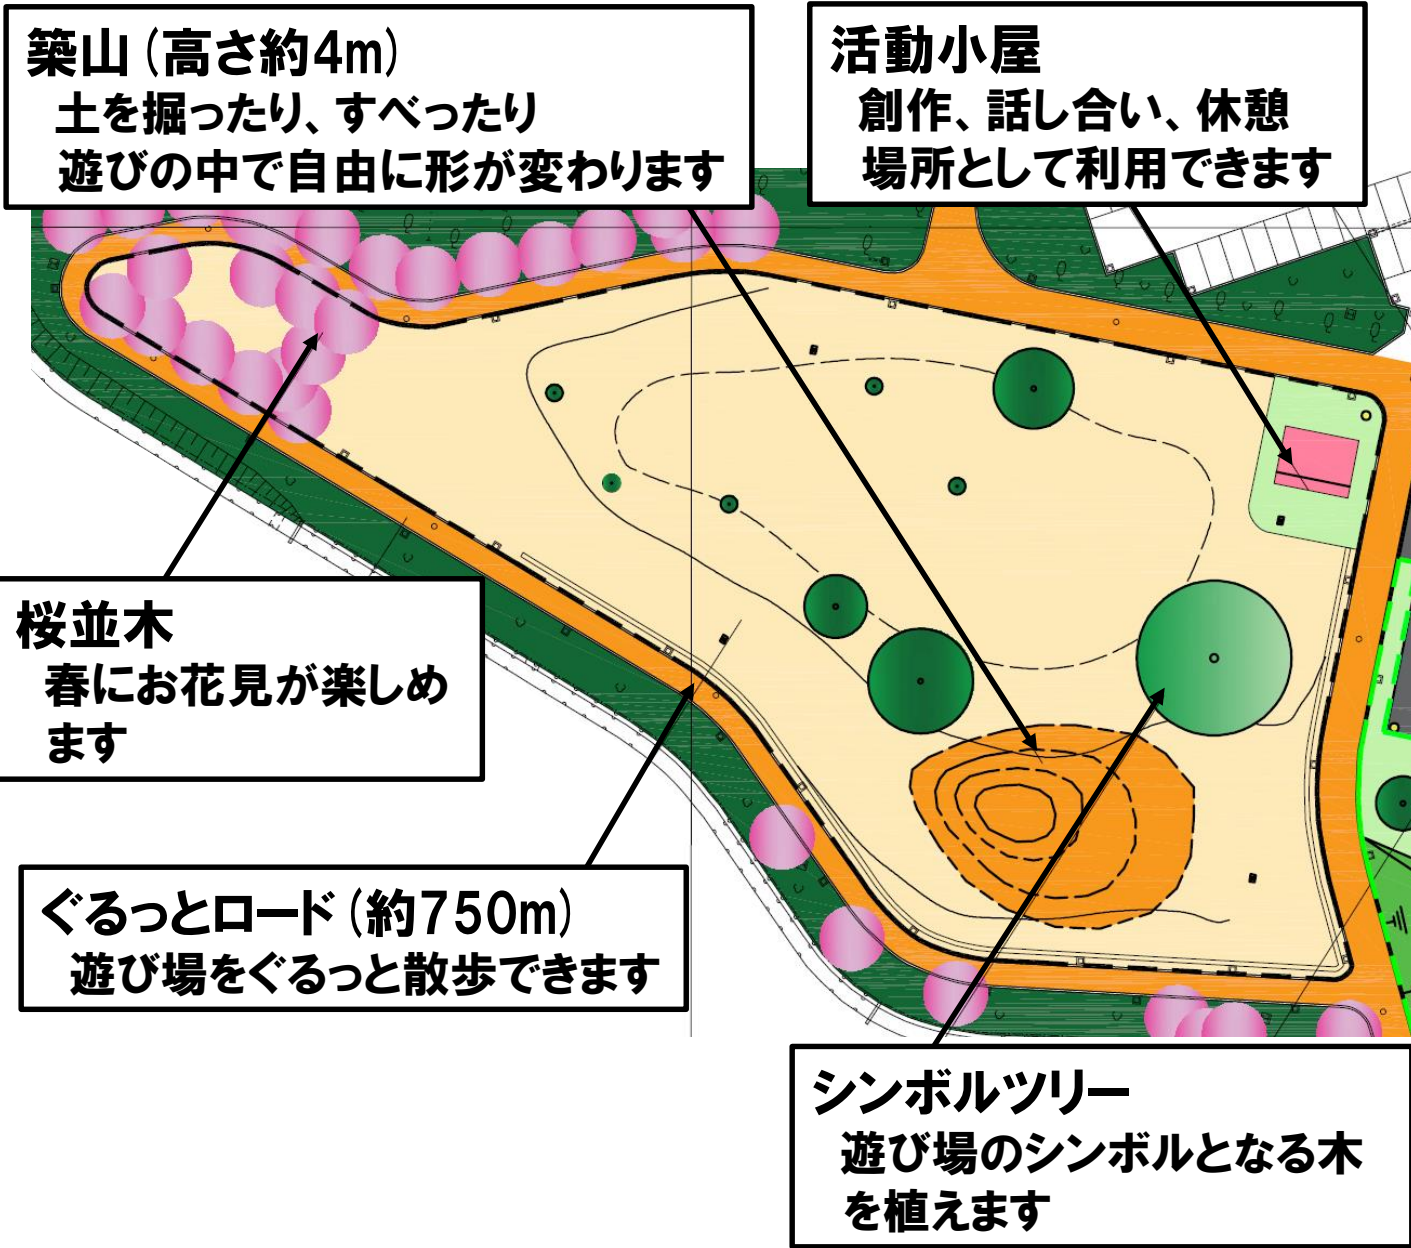 築山（高さ約4m）
土を掘ったり、すべったり
遊びの中で自由に形が変わります
活動小屋
創作、話し合い、休憩
場所として利用できます
桜並木
春にお花見が楽しめ
ます
ぐるっとロード（約750m）
遊び場をぐるっと散歩できます
シンボルツリー
遊び場のシンボルとなる木
を植えます